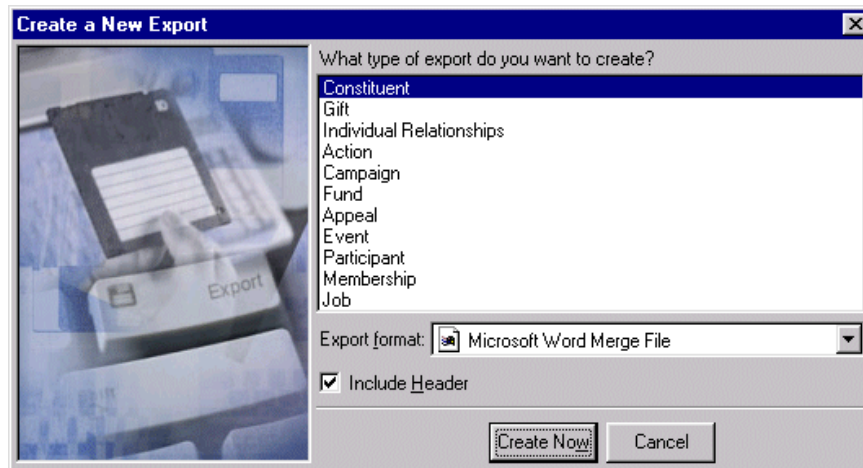 Create a New Export
What type of export do you want to create?
Constituent
Gift
Individual Relationships
Action
Campaign
Fund
Appeal
Event
Participant
Membership
Job
Export
Export format: Microsoft Word Merge File
Include Header
Create Now Cancel